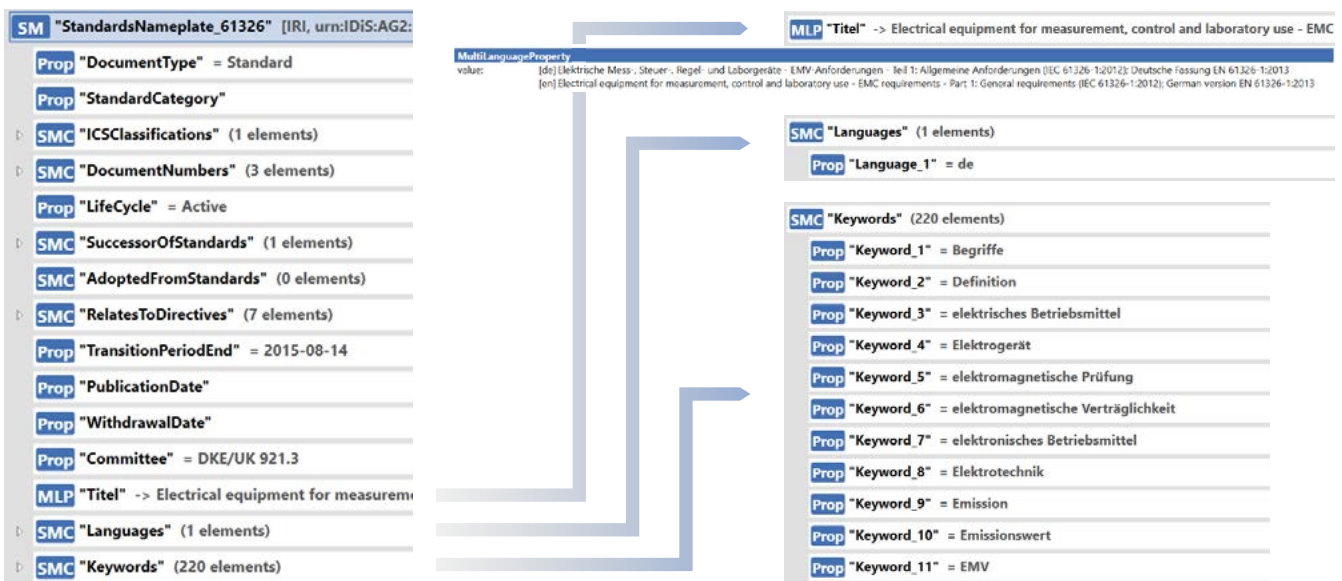 SM "StandardsNameplate_61326" [IRI, urn:IDiS:AG2:
Prop "DocumentType" = Standard
Prop "StandardCategory"
SMC "ICSClassifications" (1 elements)
SMC "DocumentNumbers" (3 elements)
Prop "LifeCycle" = Active
SMC "SuccessorOfStandards" (1 elements)
SMC "AdoptedFromStandards" (0 elements)
SMC "RelatesToDirectives" (7 elements)
Prop "TransitionPeriodEnd" = 2015-08-14
Prop "PublicationDate"
Prop "WithdrawalDate"
Prop "Committee" = DKE/UK 921.3
MLP "Titel" -> Electrical equipment for measureme
SMC "Languages" (1 elements)
SMC "Keywords" (220 elements)
MLP "Titel" -> Electrical equipment for measurement, control and laboratory use - EMC
MultiLanguageProperty
value: [de] Elektrische Mess-, Steuer-, Regel- und Laborgeräte - EMV-Anforderungen - Teil 1: Allgemeine Anforderungen (IEC 61326-1:2012); Deutsche Fassung EN 61326-1:2013
[en] Electrical equipment for measurement, control and laboratory use - EMC requirements - Part 1: General requirements (IEC 61326-1:2012); German version EN 61326-1:2013
SMC "Languages" (1 elements)
Prop "Language_1" = de
SMC "Keywords" (220 elements)
Prop "Keyword_1" = Begriffe
Prop "Keyword_2" = Definition
Prop "Keyword_3" = elektrisches Betriebsmittel
Prop "Keyword_4" = Elektrogerät
Prop "Keyword_5" = elektromagnetische Prüfung
Prop "Keyword_6" = elektromagnetische Verträglichkeit
Prop "Keyword_7" = elektronisches Betriebsmittel
Prop "Keyword_8" = Elektrotechnik
Prop "Keyword_9" = Emission
Prop "Keyword_10" = Emissionswert
Prop "Keyword_11" = EMV